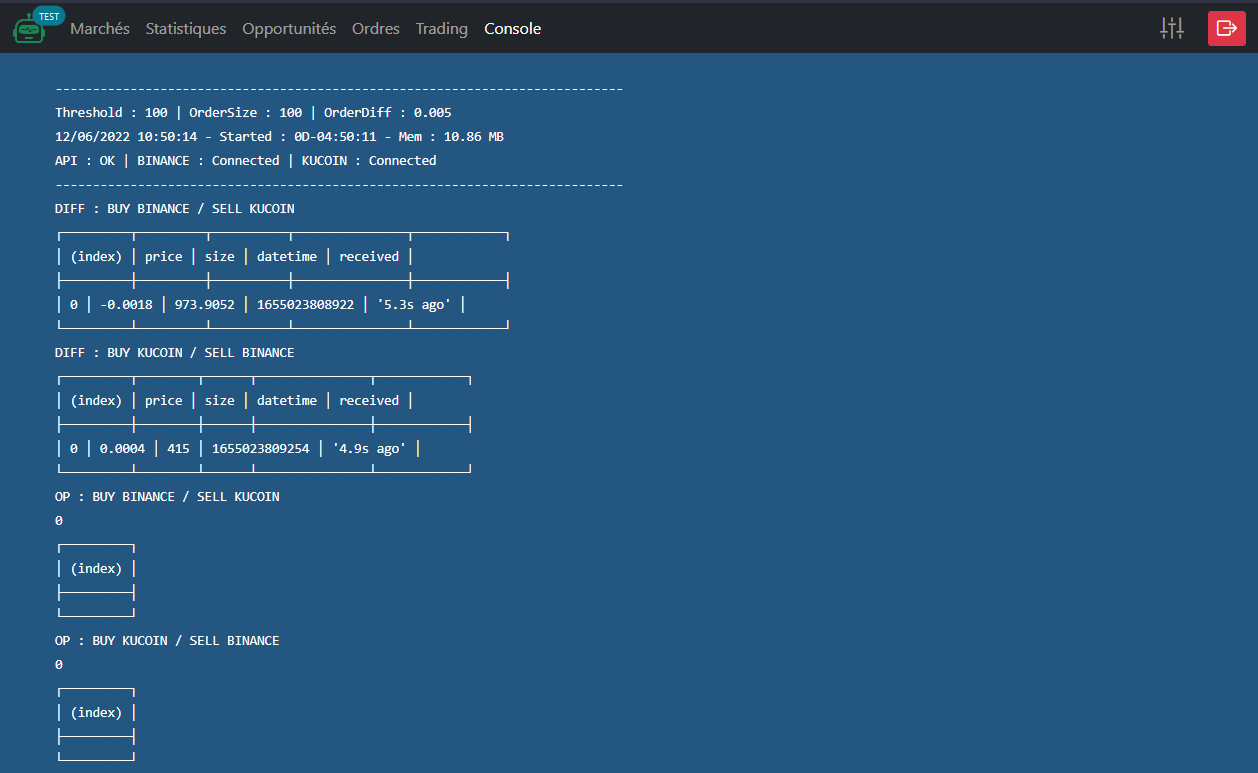 TEST
Marchés Statistiques Opportunités Ordres Trading Console
---------------------------------------------------------------------------
Threshold : 100 | OrderSize : 100 | OrderDiff : 0.005
12/06/2022 10:50:14 - Started : 0D-04:50:11 - Mem : 10.86 MB
API : OK | BINANCE : Connected | KUCOIN : Connected
---------------------------------------------------------------------------
DIFF : BUY BINANCE / SELL KUCOIN
│ (index) │ price │ size │ datetime │ received │
│ 0 │ -0.0018 │ 973.9052 │ 1655023808922 │ '5.3s ago' │
DIFF : BUY KUCOIN / SELL BINANCE
│ (index) │ price │ size │ datetime │ received │
│ 0 │ 0.0004 │ 415 │ 1655023809254 │ '4.9s ago' │
OP : BUY BINANCE / SELL KUCOIN
0
│ (index) │
OP : BUY KUCOIN / SELL BINANCE
0
│ (index) │